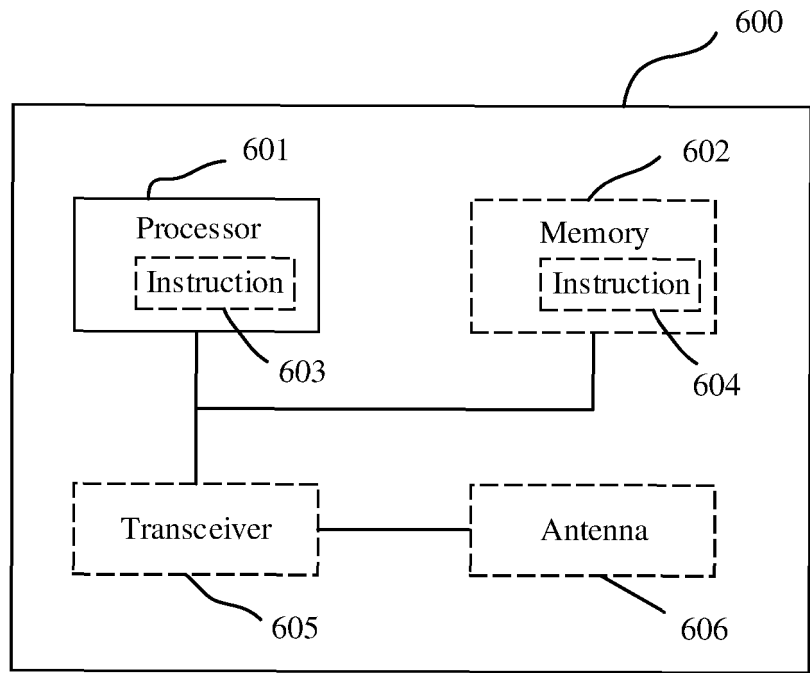 600
601
602
Processor
Instruction
Memory
Instruction
603
604
Transceiver
Antenna
605
606